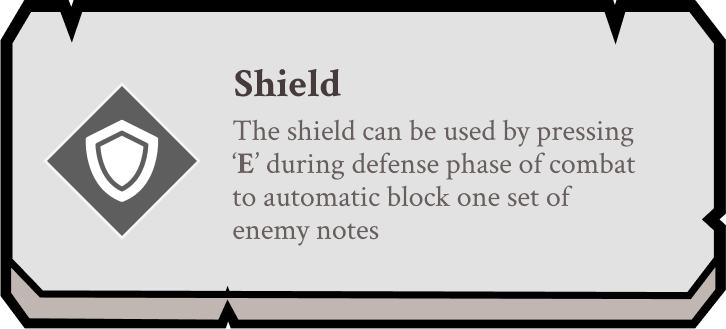 Shield
The shield can be used by pressing
‘E’ during defense phase of combat
to automatic block one set of
enemy notes